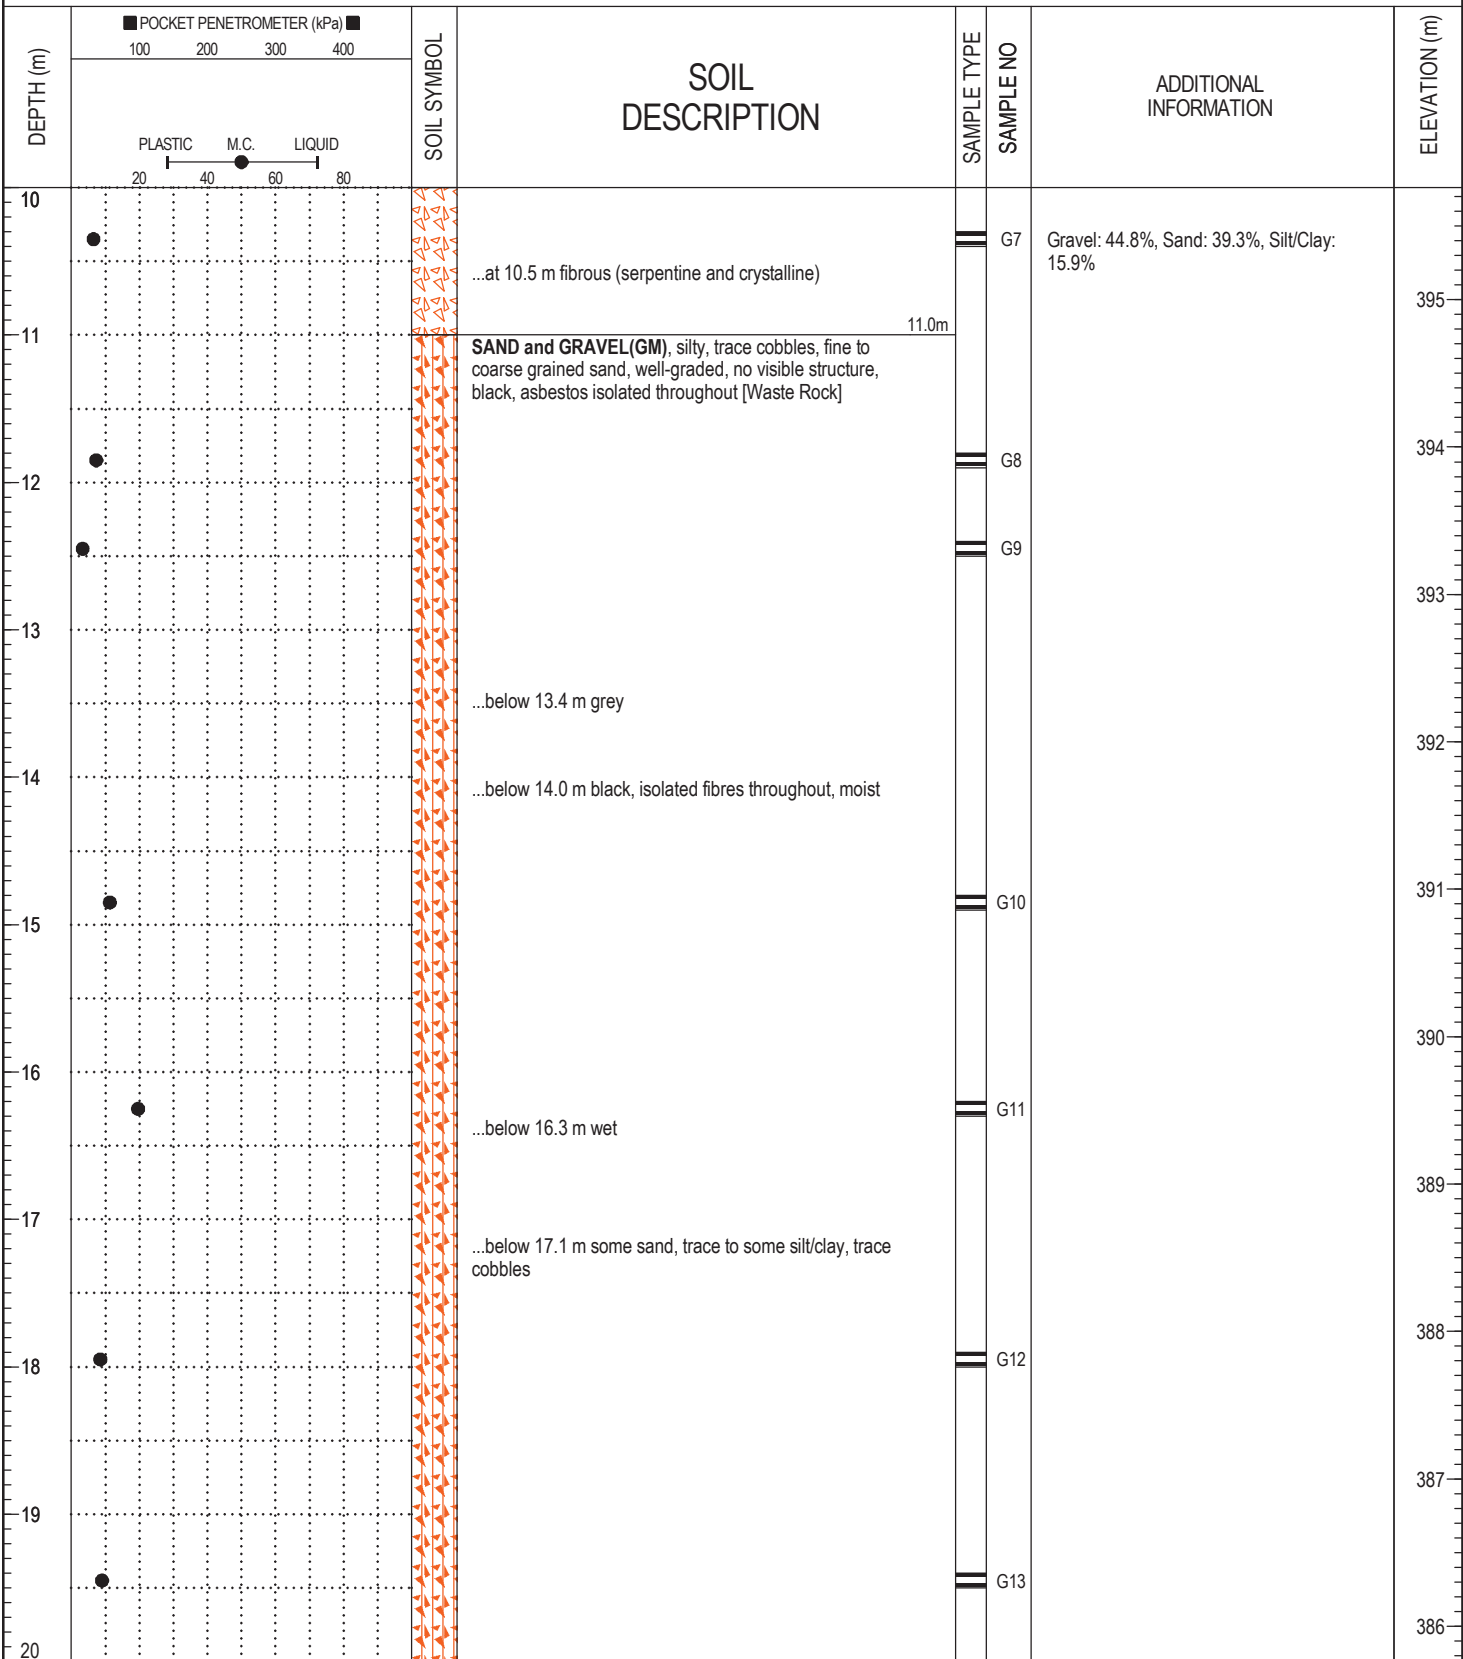 ■ POCKET PENETROMETER (kPa) ■
100 200 300 400
DEPTH (m)
PLASTIC M.C. LIQUID
20 40 60 80
SOIL SYMBOL
SOIL
DESCRIPTION
SAMPLE TYPE
SAMPLE NO
ADDITIONAL
INFORMATION
ELEVATION (m)
10
G7 Gravel: 44.8%, Sand: 39.3%, Silt/Clay:
15.9%
...at 10.5 m fibrous (serpentine and crystalline)
395
11.0m
11
SAND and GRAVEL(GM), silty, trace cobbles, fine to
coarse grained sand, well-graded, no visible structure,
black, asbestos isolated throughout [Waste Rock]
394
G8
12
G9
393
13
...below 13.4 m grey
392
14
...below 14.0 m black, isolated fibres throughout, moist
391
G10
15
390
16
G11
...below 16.3 m wet
389
17
...below 17.1 m some sand, trace to some silt/clay, trace
cobbles
388
G12
18
387
19
G13
386
20